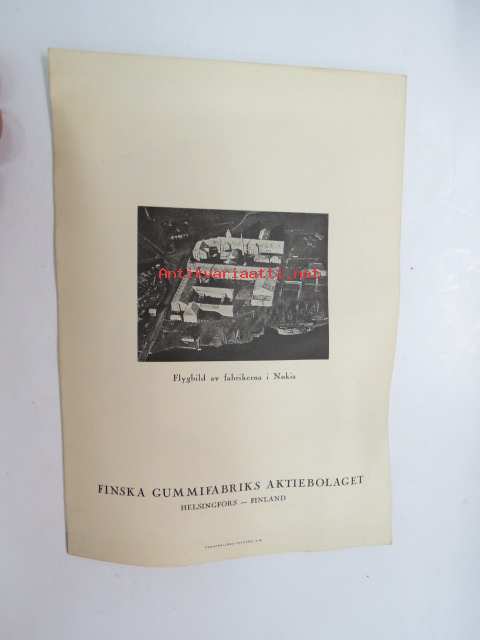 Antikvariaatti.net
Flygbild av fabrikerna i Nokia
FINSKA GUMMIFABRIKS AKTIEBOLAGET
HELSINGFORS — FINLAND